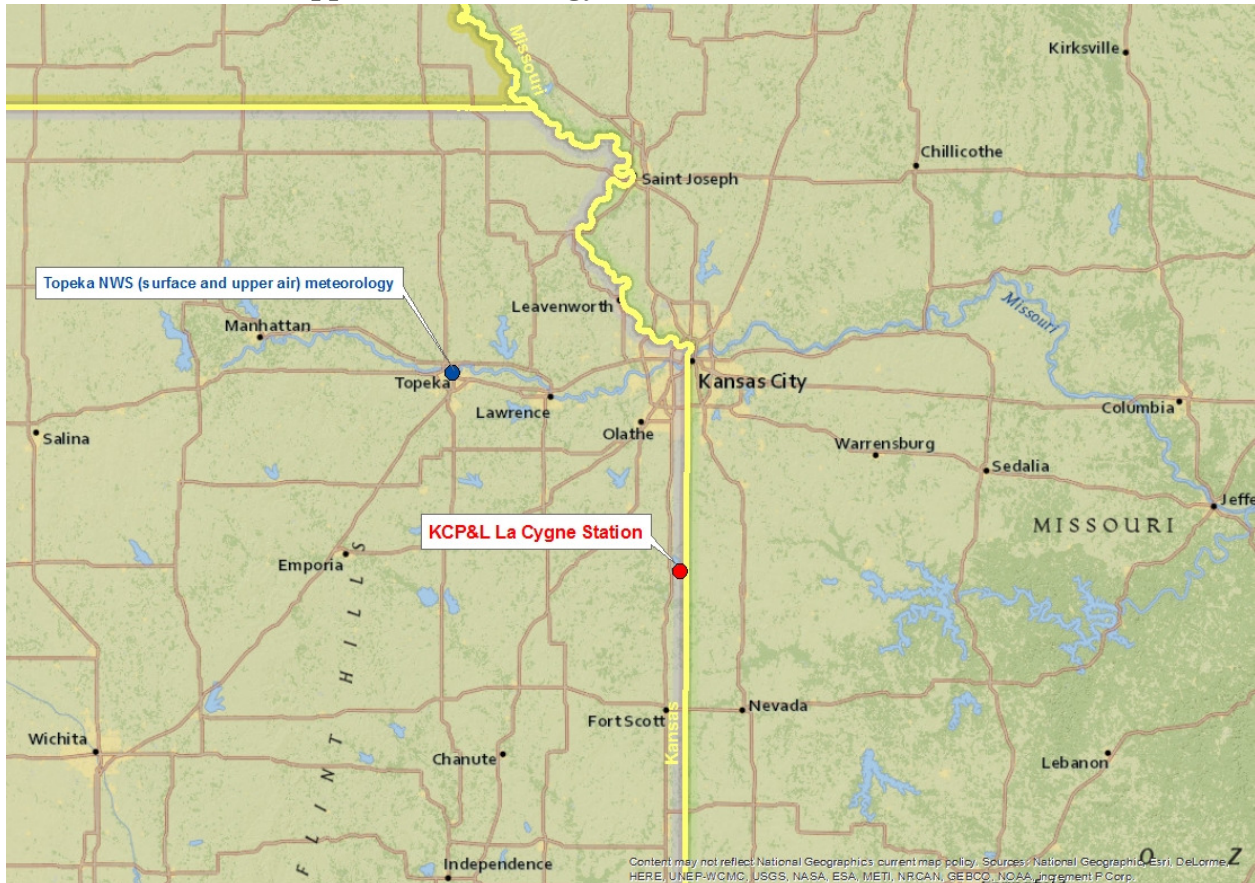 Missouri
Kirksville
Chillicothe
Saint Joseph
Topeka NWS (surface and upper air) meteorology
Leavenworth
Missouri
Manhattan
Topeka
Kansas City
Lawrence
Columbia
Olathe
Salina
Warrensburg
Sedalia
Jeffe
MISSOURI
KCP&L La Cygne Station
Emporia
FLINT HILLS
Fort Scott
Nevada
Kansas
Wichita
Chanute
Lebanon
Independence
O Z
Content may not reflect National Geographic's current map policy. Sources: National Geographic, Esri, DeLorme,
HERE, UNEP-WCMC, USGS, NASA, ESA, METI, NRCAN, GEBCO, NOAA, increment P Corp.